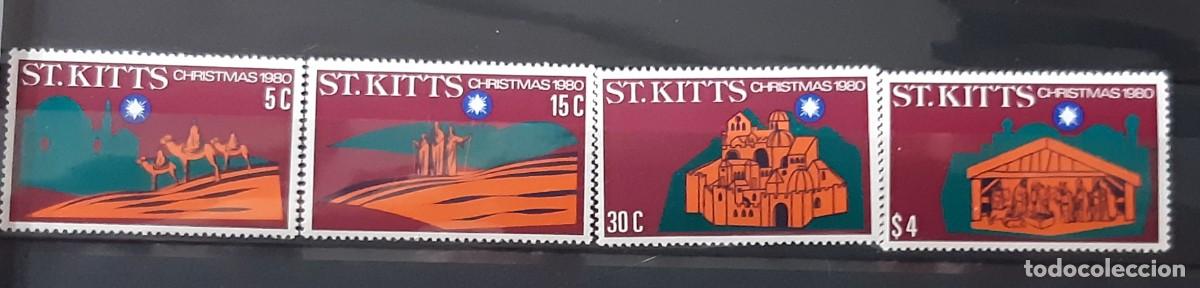 ST. KITTS CHRISTMAS 1980
5 C
ST. KITTS CHRISTMAS 1980
15 C
ST. KITTS CHRISTMAS 1980
30 C
ST. KITTS CHRISTMAS 1980
$ 4
todocoleccion